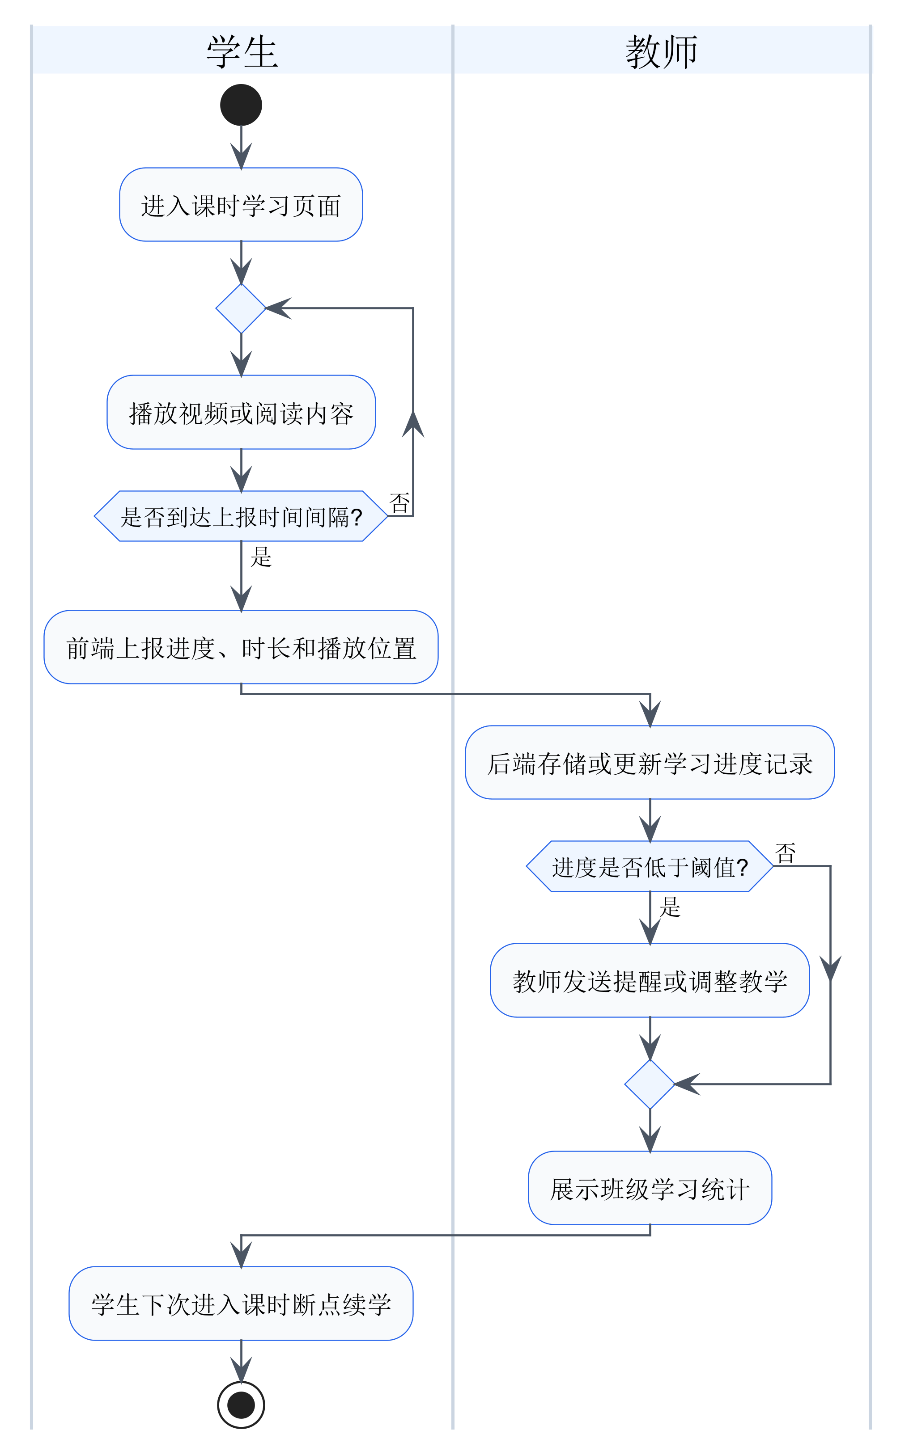 学生
教师
进入课时学习页面
播放视频或阅读内容
是否到达上报时间间隔?
否
是
前端上报进度、时长和播放位置
后端存储或更新学习进度记录
进度是否低于阈值?
否
是
教师发送提醒或调整教学
展示班级学习统计
学生下次进入课时断点续学